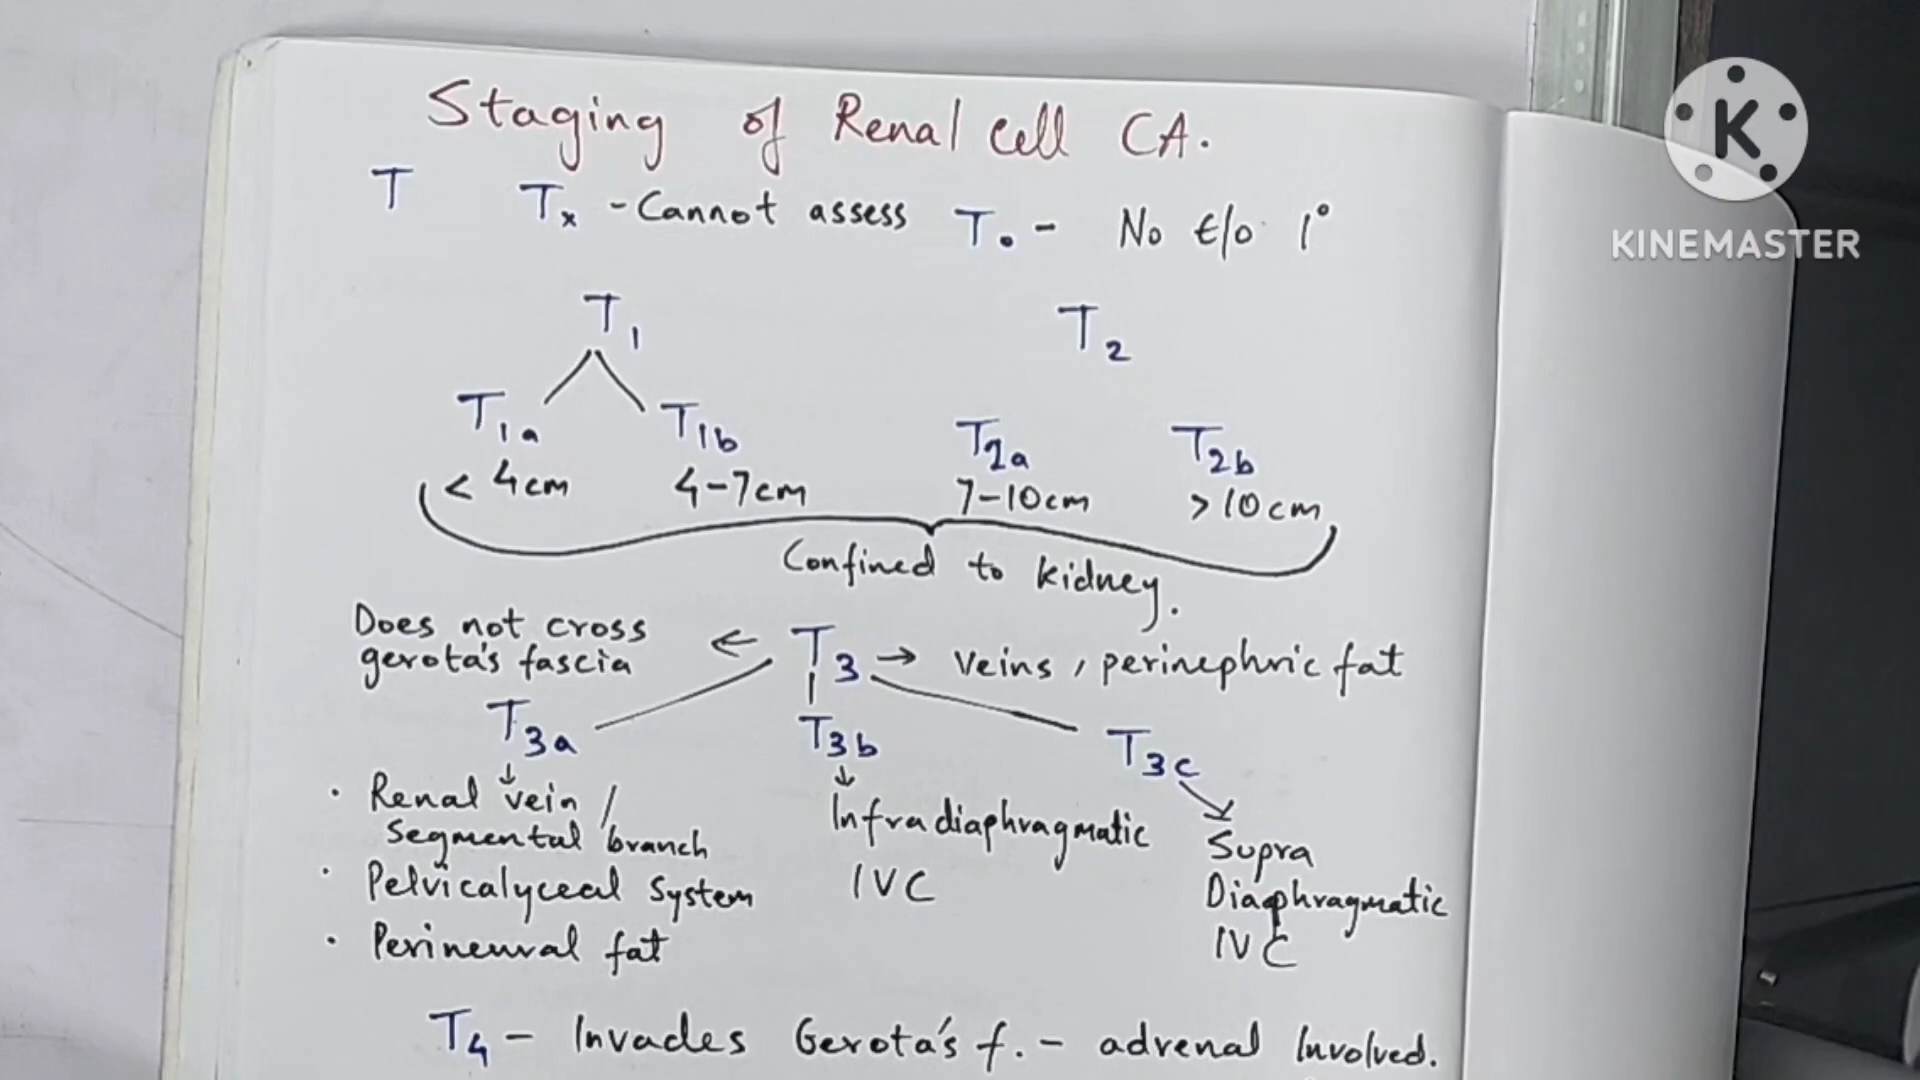 Staging of Renal cell CA.
T Tx - Cannot assess T0 - No E/O 1°
T1 T2
T1a T1b T2a T2b
< 4cm 4-7cm 7-10cm >10cm
Confined to kidney.
Does not cross
gerota's fascia
← T3 → veins, perinephric fat
T3a T3b T3c
· Renal vein /
segmental branch
· Pelvicalyceal system
· Perineural fat
Infradiaphragmatic
IVC
Supra
Diaphragmatic
IVC
T4 - Invades Gerota's f. - adrenal Involved.
K
KINEMASTER